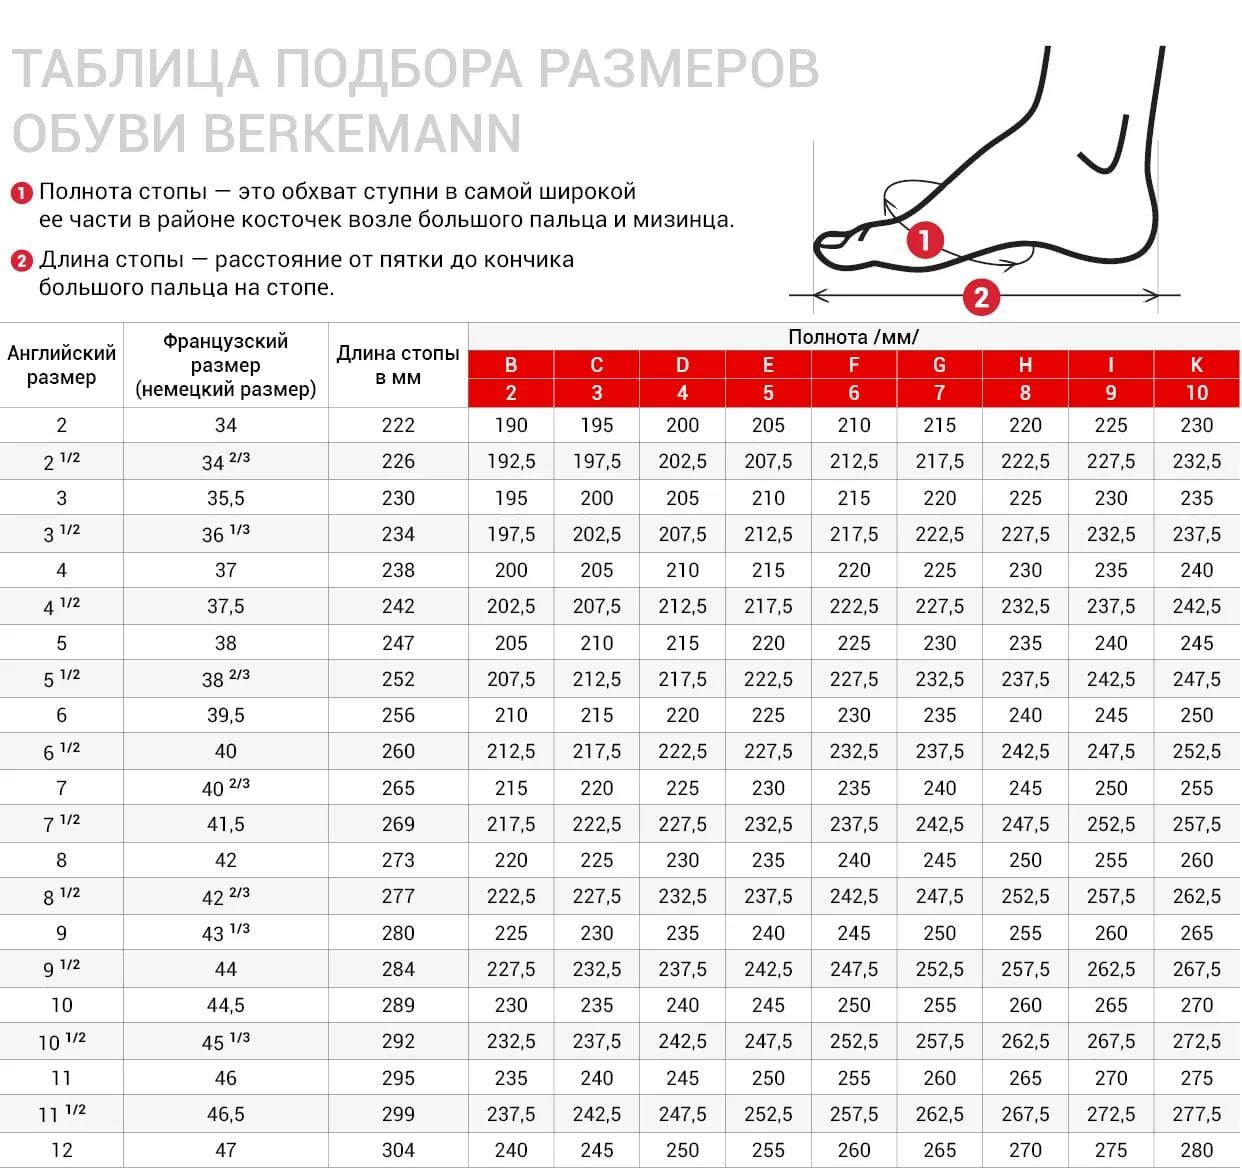 ТАБЛИЦА ПОДБОРА РАЗМЕРОВ
ОБУВИ BERKEMANN
1 Полнота стопы — это обхват ступни в самой широкой
ее части в районе косточек возле большого пальца и мизинца.
2 Длина стопы — расстояние от пятки до кончика
большого пальца на стопе.
1
2
Английский размер | Французский размер (немецкий размер) | Длина стопы в мм | Полнота /мм/
B C D E F G H I K
2 3 4 5 6 7 8 9 10
2 34 222 190 195 200 205 210 215 220 225 230
2 1/2 34 2/3 226 192,5 197,5 202,5 207,5 212,5 217,5 222,5 227,5 232,5
3 35,5 230 195 200 205 210 215 220 225 230 235
3 1/2 36 1/3 234 197,5 202,5 207,5 212,5 217,5 222,5 227,5 232,5 237,5
4 37 238 200 205 210 215 220 225 230 235 240
4 1/2 37,5 242 202,5 207,5 212,5 217,5 222,5 227,5 232,5 237,5 242,5
5 38 247 205 210 215 220 225 230 235 240 245
5 1/2 38 2/3 252 207,5 212,5 217,5 222,5 227,5 232,5 237,5 242,5 247,5
6 39,5 256 210 215 220 225 230 235 240 245 250
6 1/2 40 260 212,5 217,5 222,5 227,5 232,5 237,5 242,5 247,5 252,5
7 40 2/3 265 215 220 225 230 235 240 245 250 255
7 1/2 41,5 269 217,5 222,5 227,5 232,5 237,5 242,5 247,5 252,5 257,5
8 42 273 220 225 230 235 240 245 250 255 260
8 1/2 42 2/3 277 222,5 227,5 232,5 237,5 242,5 247,5 252,5 257,5 262,5
9 43 1/3 280 225 230 235 240 245 250 255 260 265
9 1/2 44 284 227,5 232,5 237,5 242,5 247,5 252,5 257,5 262,5 267,5
10 44,5 289 230 235 240 245 250 255 260 265 270
10 1/2 45 1/3 292 232,5 237,5 242,5 247,5 252,5 257,5 262,5 267,5 272,5
11 46 295 235 240 245 250 255 260 265 270 275
11 1/2 46,5 299 237,5 242,5 247,5 252,5 257,5 262,5 267,5 272,5 277,5
12 47 304 240 245 250 255 260 265 270 275 280